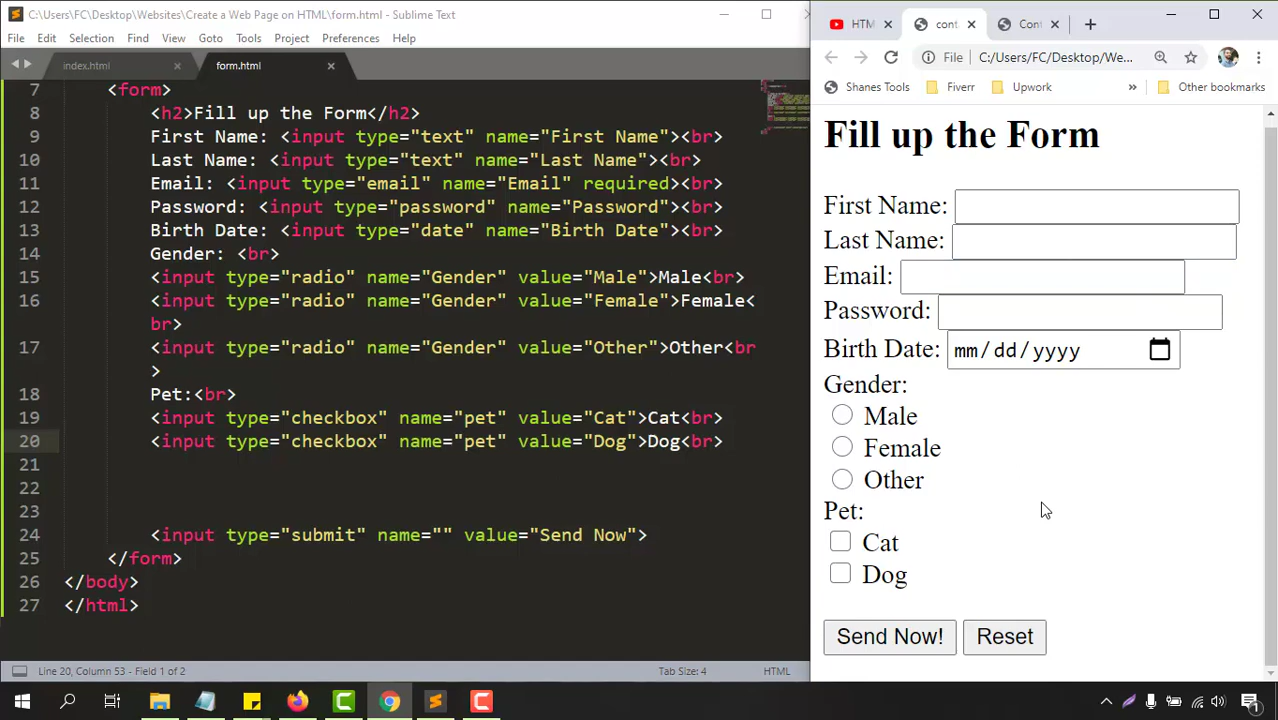 C:\Users\FC\Desktop\Websites\Create a Web Page on HTML\form.html - Sublime Text
File Edit Selection Find View Goto Tools Project Preferences Help
index.html
form.html
7 <form>
8 <h2>Fill up the Form</h2>
9 First Name: <input type="text" name="First Name"><br>
10 Last Name: <input type="text" name="Last Name"><br>
11 Email: <input type="email" name="Email" required><br>
12 Password: <input type="password" name="Password"><br>
13 Birth Date: <input type="date" name="Birth Date"><br>
14 Gender: <br>
15 <input type="radio" name="Gender" value="Male">Male<br>
16 <input type="radio" name="Gender" value="Female">Female<
br>
17 <input type="radio" name="Gender" value="Other">Other<br
>
18 Pet:<br>
19 <input type="checkbox" name="pet" value="Cat">Cat<br>
20 <input type="checkbox" name="pet" value="Dog">Dog<br>
21
22
23
24 <input type="submit" name="" value="Send Now">
25 </form>
26 </body>
27 </html>
Line 20, Column 53 - Field 1 of 2
Tab Size: 4
HTML
HTM
cont
Cont
File C:/Users/FC/Desktop/We...
Shanes Tools Fiverr Upwork » Other bookmarks
Fill up the Form
First Name:
Last Name:
Email:
Password:
Birth Date: mm/dd/yyyy
Gender:
Male
Female
Other
Pet:
Cat
Dog
Send Now! Reset
1